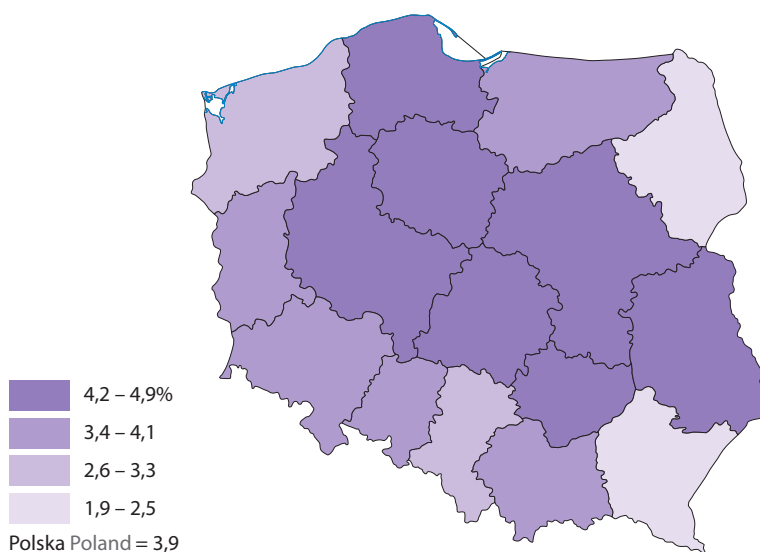 4,2 – 4,9%
3,4 – 4,1
2,6 – 3,3
1,9 – 2,5
Polska Poland = 3,9